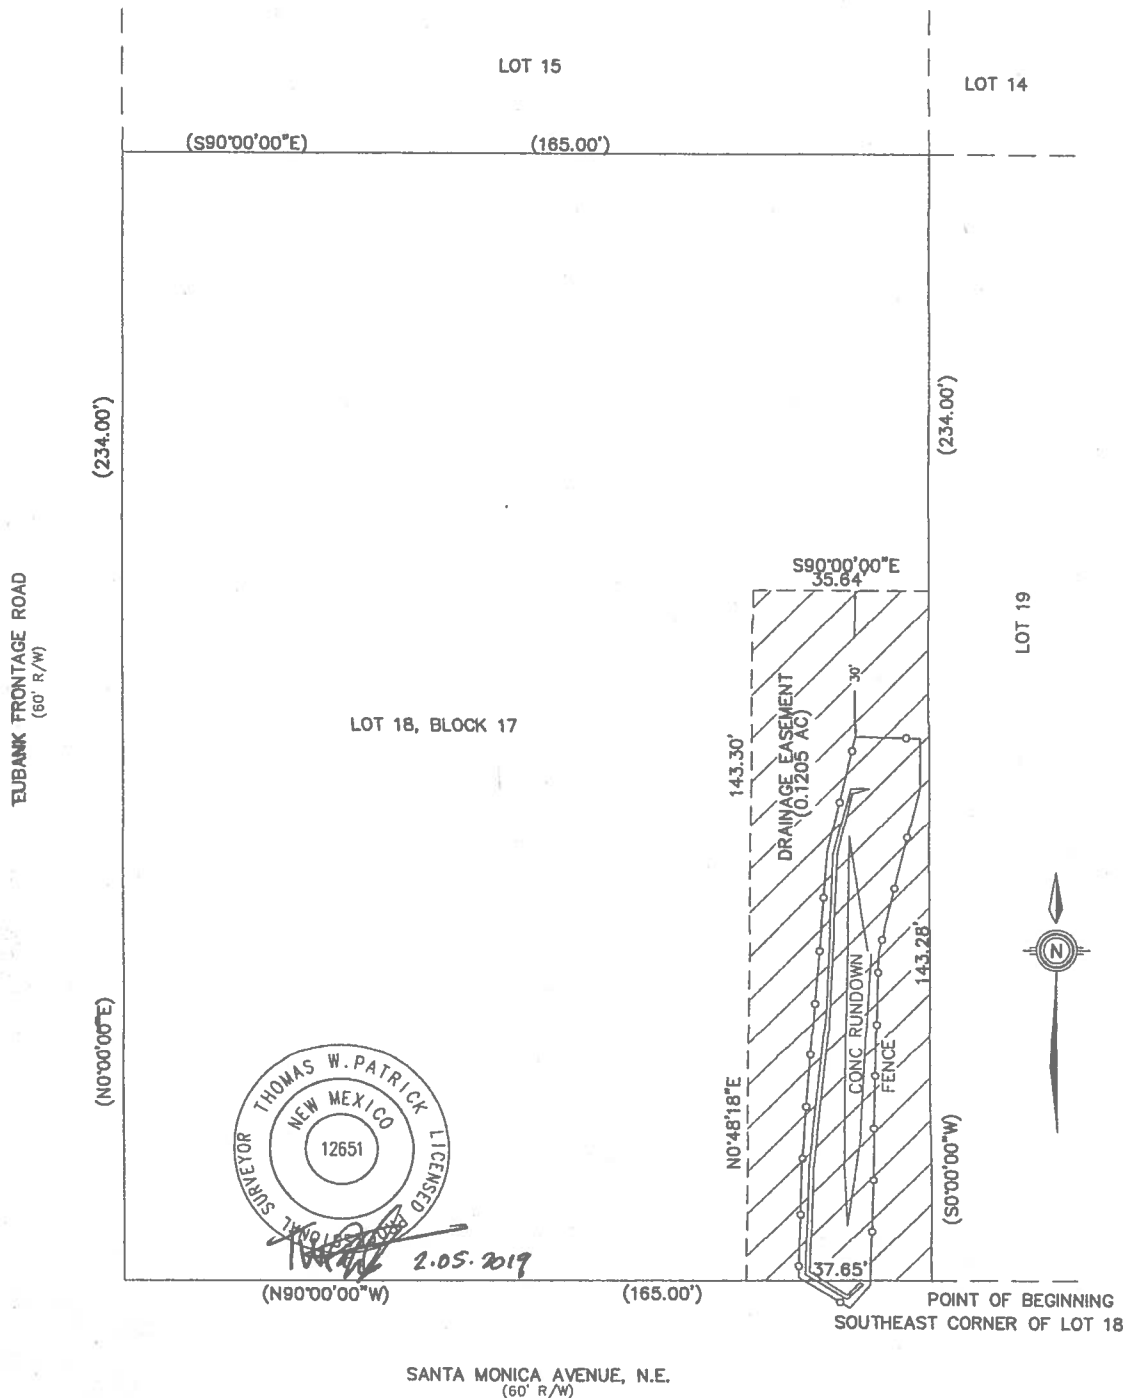 LOT 15
LOT 14
(S90°00'00"E)
(165.00')
(234.00')
(234.00')
S90°00'00"E
35.64'
LOT 19
EUBANK FRONTAGE ROAD
(60' R/W)
30'
LOT 18, BLOCK 17
DRAINAGE EASEMENT
(0.1205 AC)
143.30'
143.28'
CONC RUNDOWN
FENCE
N
(N0°00'00"E)
N0°48'18"E
(S0°00'00"W)
THOMAS W. PATRICK
NEW MEXICO
12651
LICENSED PROFESSIONAL SURVEYOR
2.05.2019
37.65'
(N90°00'00"W)
(165.00')
POINT OF BEGINNING
SOUTHEAST CORNER OF LOT 18
SANTA MONICA AVENUE, N.E.
(60' R/W)